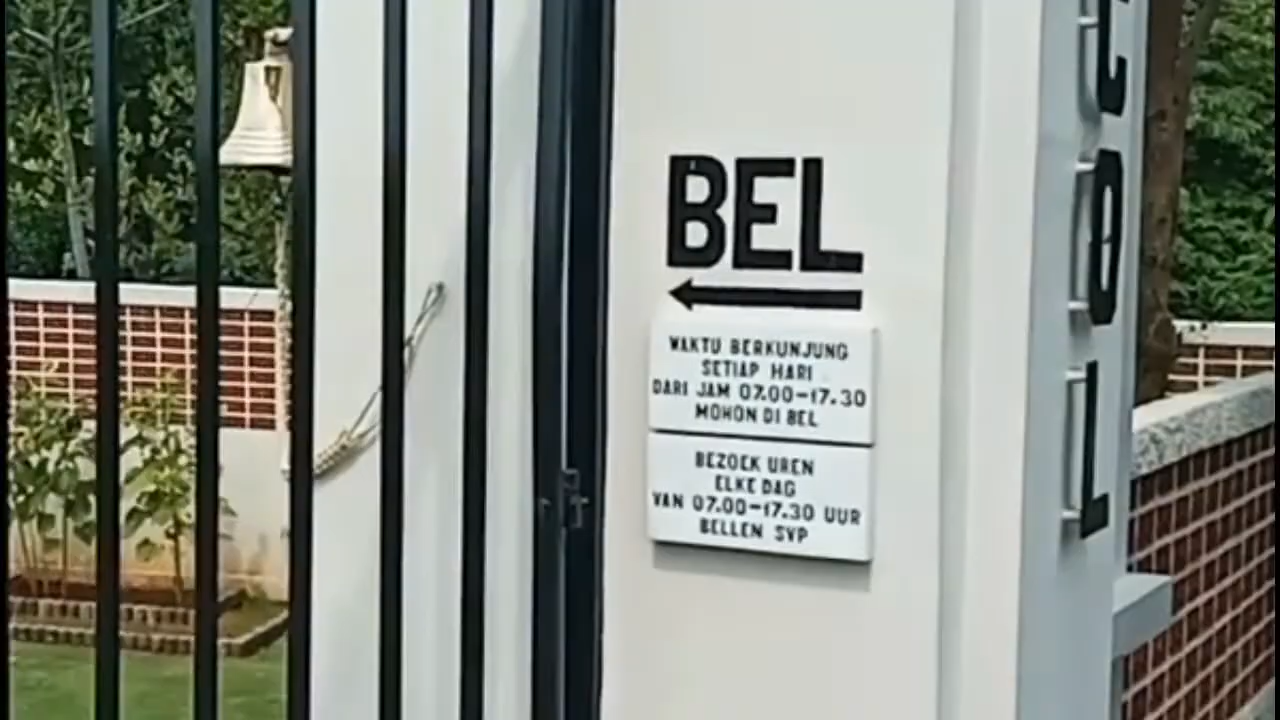 BEL
WAKTU BERKUNJUNG
SETIAP HARI
DARI JAM 07.00-17.30
MOHON DI BEL
BEZOEK UREN
ELKE DAG
VAN 07.00-17.30 UUR
BELLEN SVP